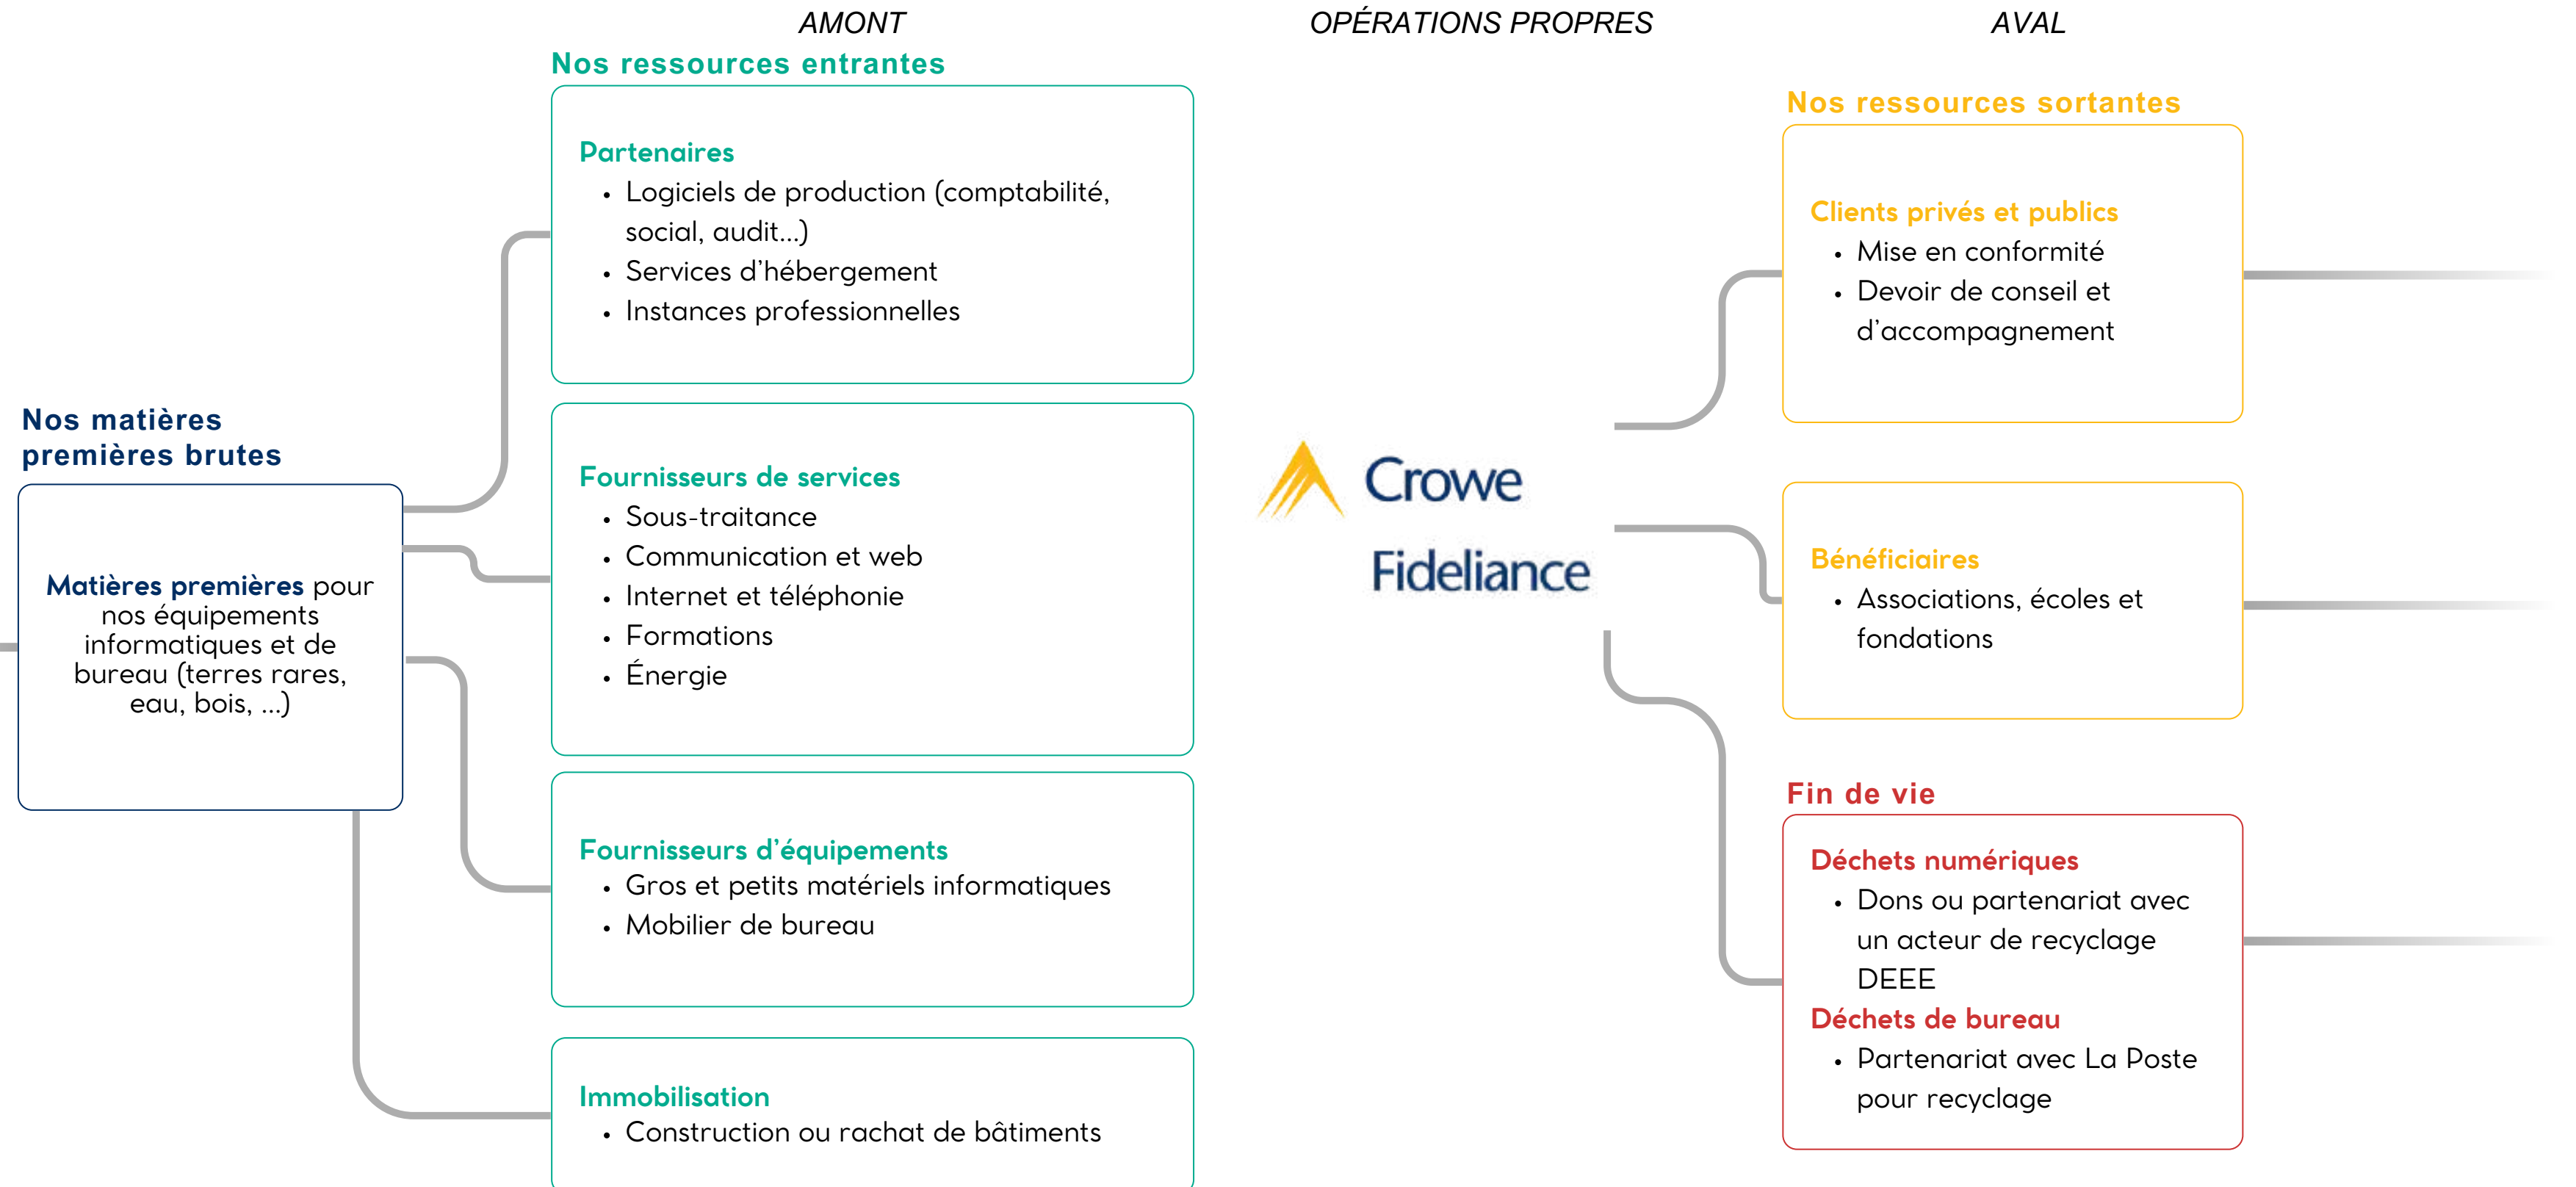 AMONT
OPÉRATIONS PROPRES
AVAL
Nos matières
premières brutes
Matières premières pour
nos équipements
informatiques et de
bureau (terres rares,
eau, bois, ...)
Nos ressources entrantes
Partenaires
• Logiciels de production (comptabilité,
social, audit...)
• Services d’hébergement
• Instances professionnelles
Fournisseurs de services
• Sous-traitance
• Communication et web
• Internet et téléphonie
• Formations
• Énergie
Fournisseurs d’équipements
• Gros et petits matériels informatiques
• Mobilier de bureau
Immobilisation
• Construction ou rachat de bâtiments
Crowe
Fideliance
Nos ressources sortantes
Clients privés et publics
• Mise en conformité
• Devoir de conseil et
d’accompagnement
Bénéficiaires
• Associations, écoles et
fondations
Fin de vie
Déchets numériques
• Dons ou partenariat avec
un acteur de recyclage
DEEE
Déchets de bureau
• Partenariat avec La Poste
pour recyclage